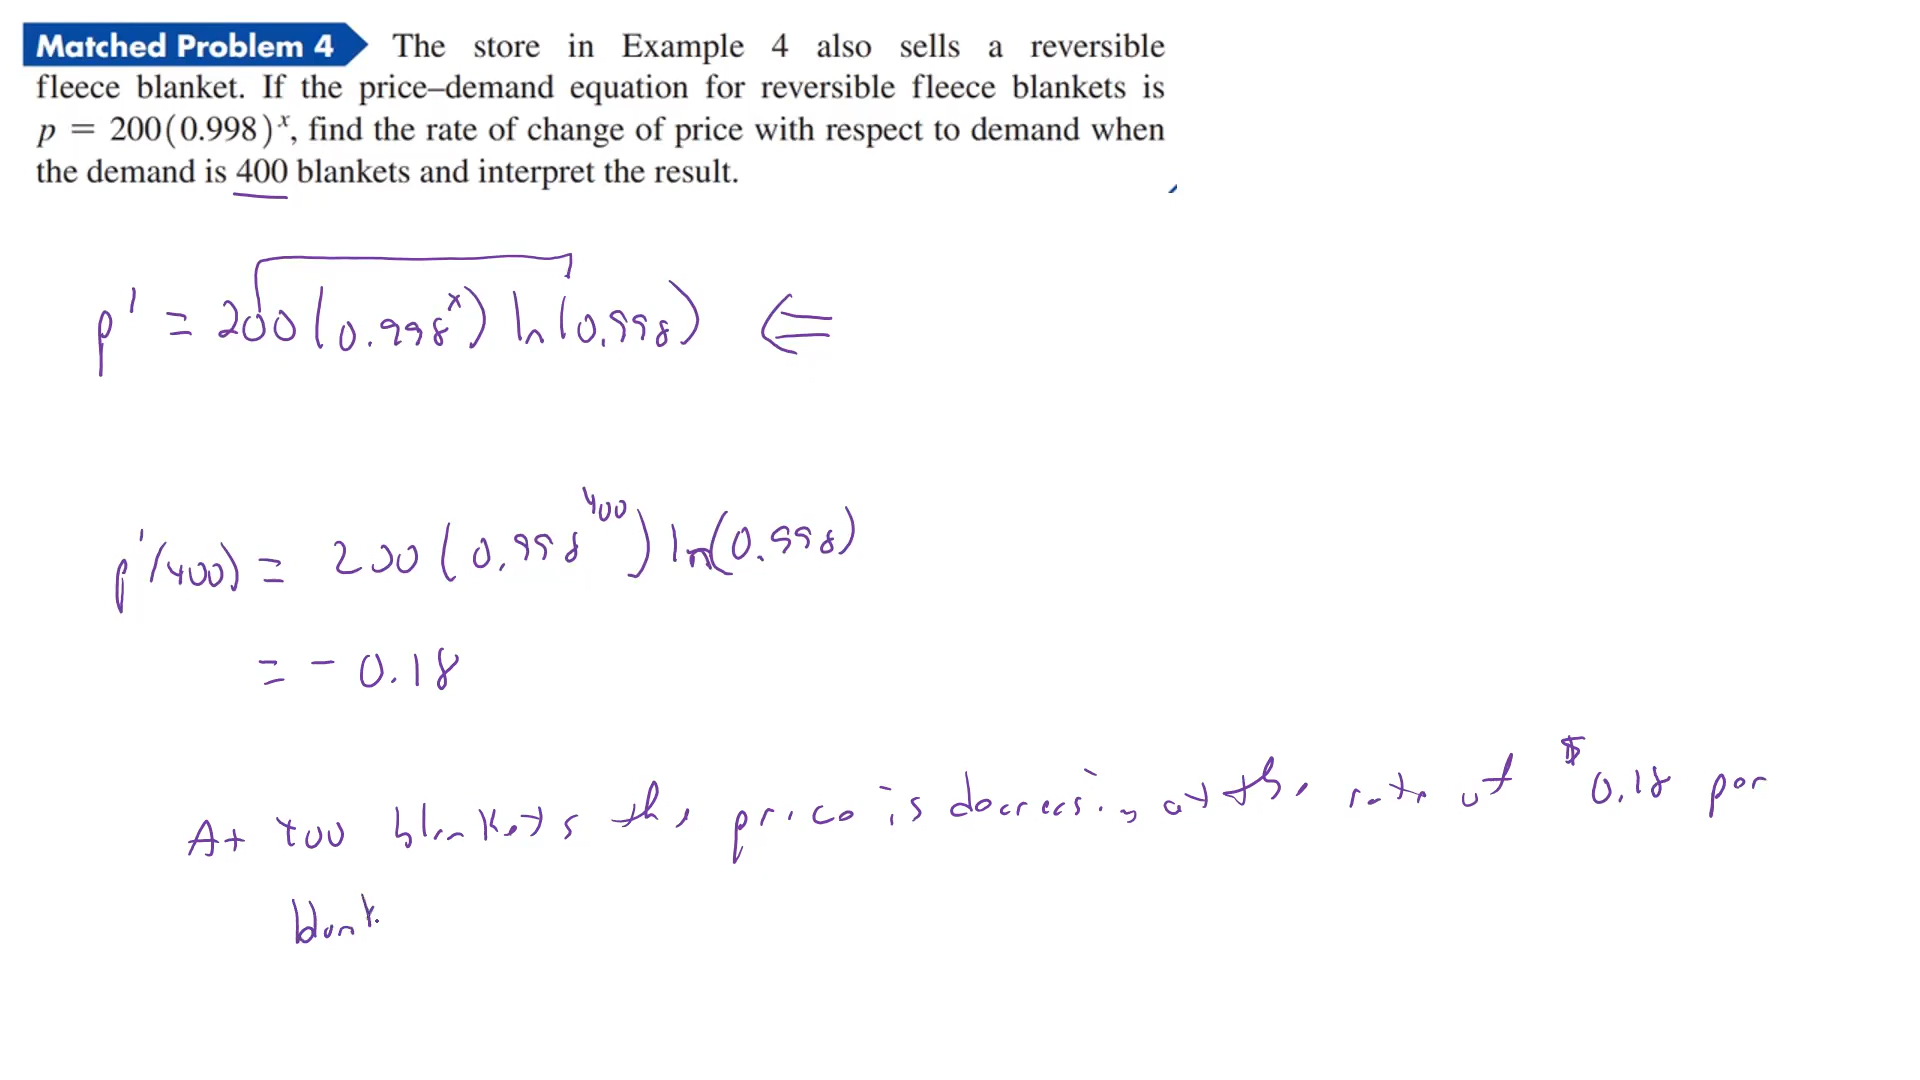 Matched Problem 4 The store in Example 4 also sells a reversible
fleece blanket. If the price–demand equation for reversible fleece blankets is
p = 200(0.998)^x, find the rate of change of price with respect to demand when
the demand is 400 blankets and interpret the result.
p' = 200(0.998^x) ln(0.998) ⇐
p'(400) = 200(0.998^400) ln(0.998)
= - 0.18
At 400 blankets the price is decreasing at the rate of $0.18 per
blank